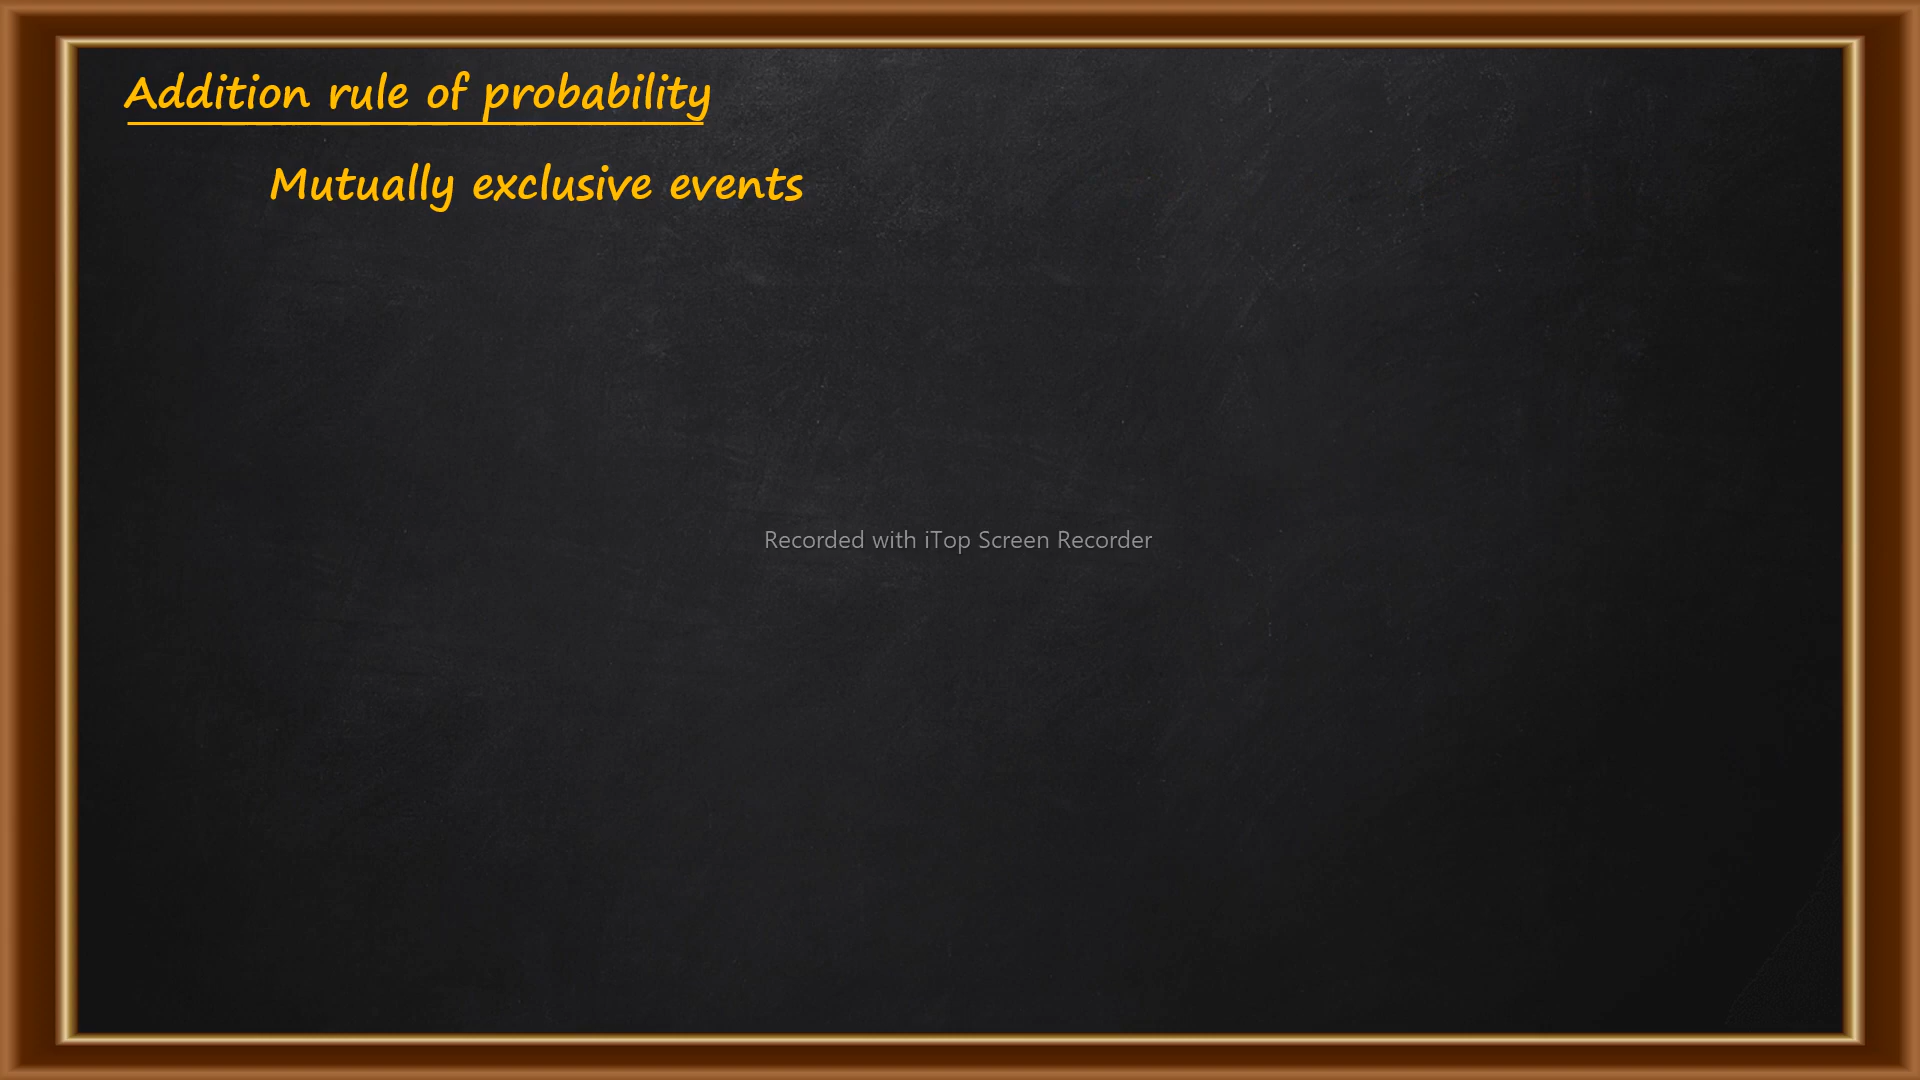 Addition rule of probability
Mutually exclusive events
Recorded with iTop Screen Recorder